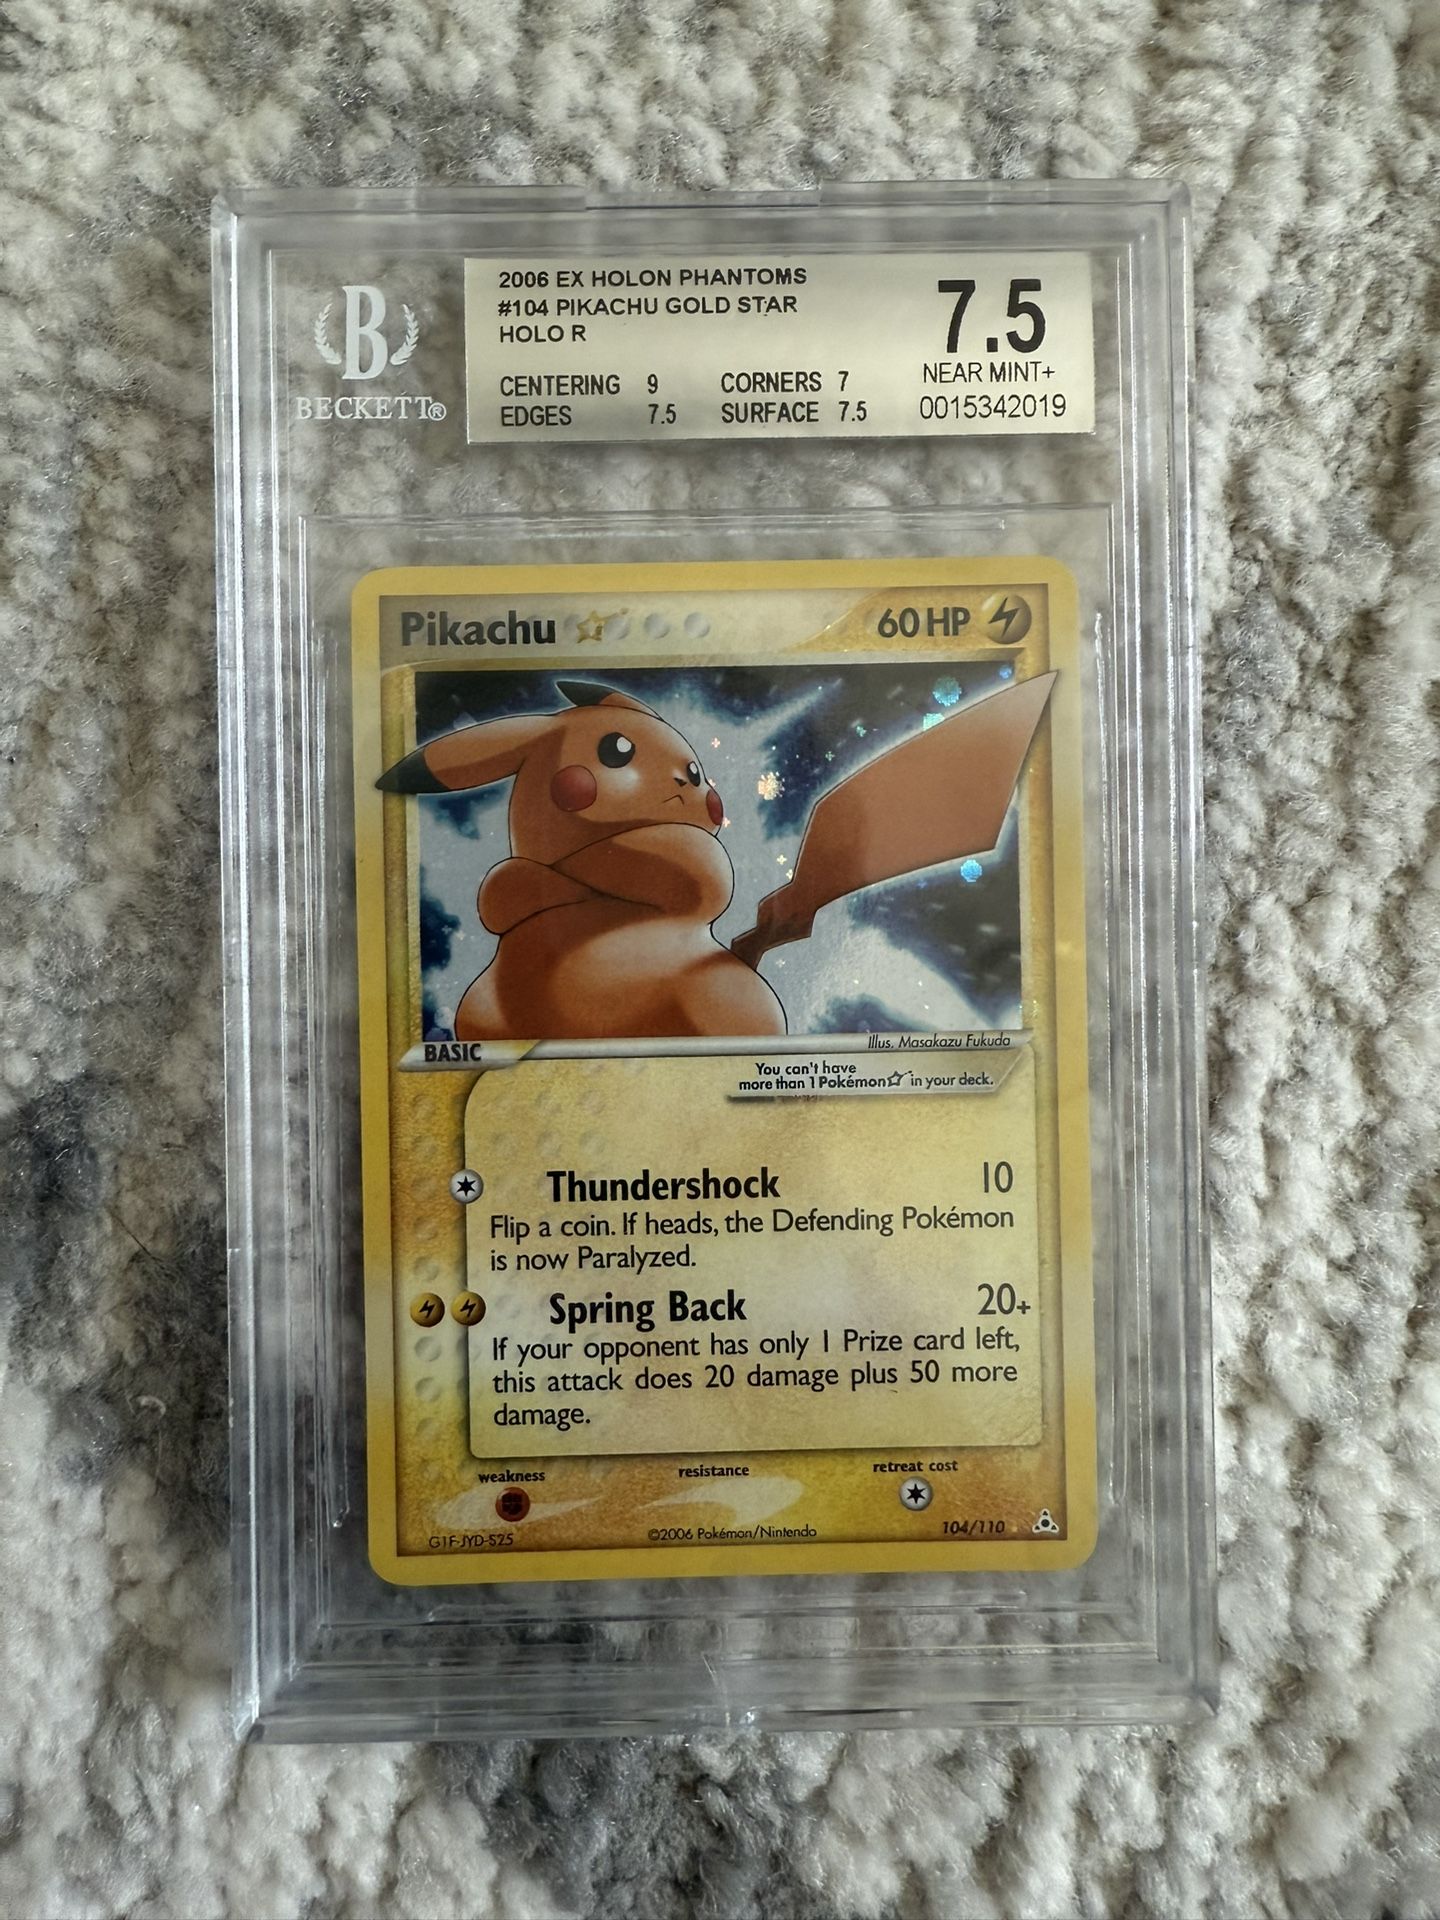 B
BECKETT®
2006 EX HOLON PHANTOMS
#104 PIKACHU GOLD STAR
HOLO R
CENTERING 9 CORNERS 7
EDGES 7.5 SURFACE 7.5
7.5
NEAR MINT+
0015342019
Pikachu ☆ 60 HP
BASIC
Illus. Masakazu Fukuda
You can't have
more than 1 Pokémon☆ in your deck.
Thundershock 10
Flip a coin. If heads, the Defending Pokémon
is now Paralyzed.
Spring Back 20+
If your opponent has only 1 Prize card left,
this attack does 20 damage plus 50 more
damage.
weakness resistance retreat cost
G1F-JYD-525 ©2006 Pokémon/Nintendo 104/110